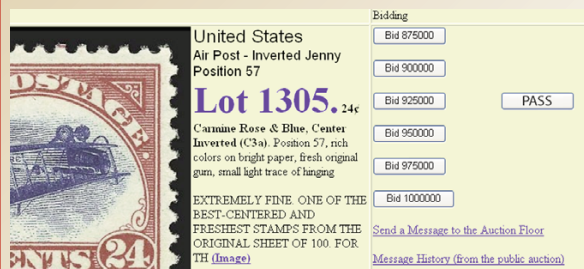 POSTAGE.
CENTS 24
United States
Air Post - Inverted Jenny
Position 57
Lot 1305. 24c
Carmine Rose & Blue, Center
Inverted (C3a). Position 57, rich
colors on bright paper, fresh original
gum, small light trace of hinging
EXTREMELY FINE. ONE OF THE
BEST-CENTERED AND
FRESHEST STAMPS FROM THE
ORIGINAL SHEET OF 100. FOR
TH (Image)
Bidding
Bid 875000
Bid 900000
Bid 925000
PASS
Bid 950000
Bid 975000
Bid 1000000
Send a Message to the Auction Floor
Message History (from the public auction)